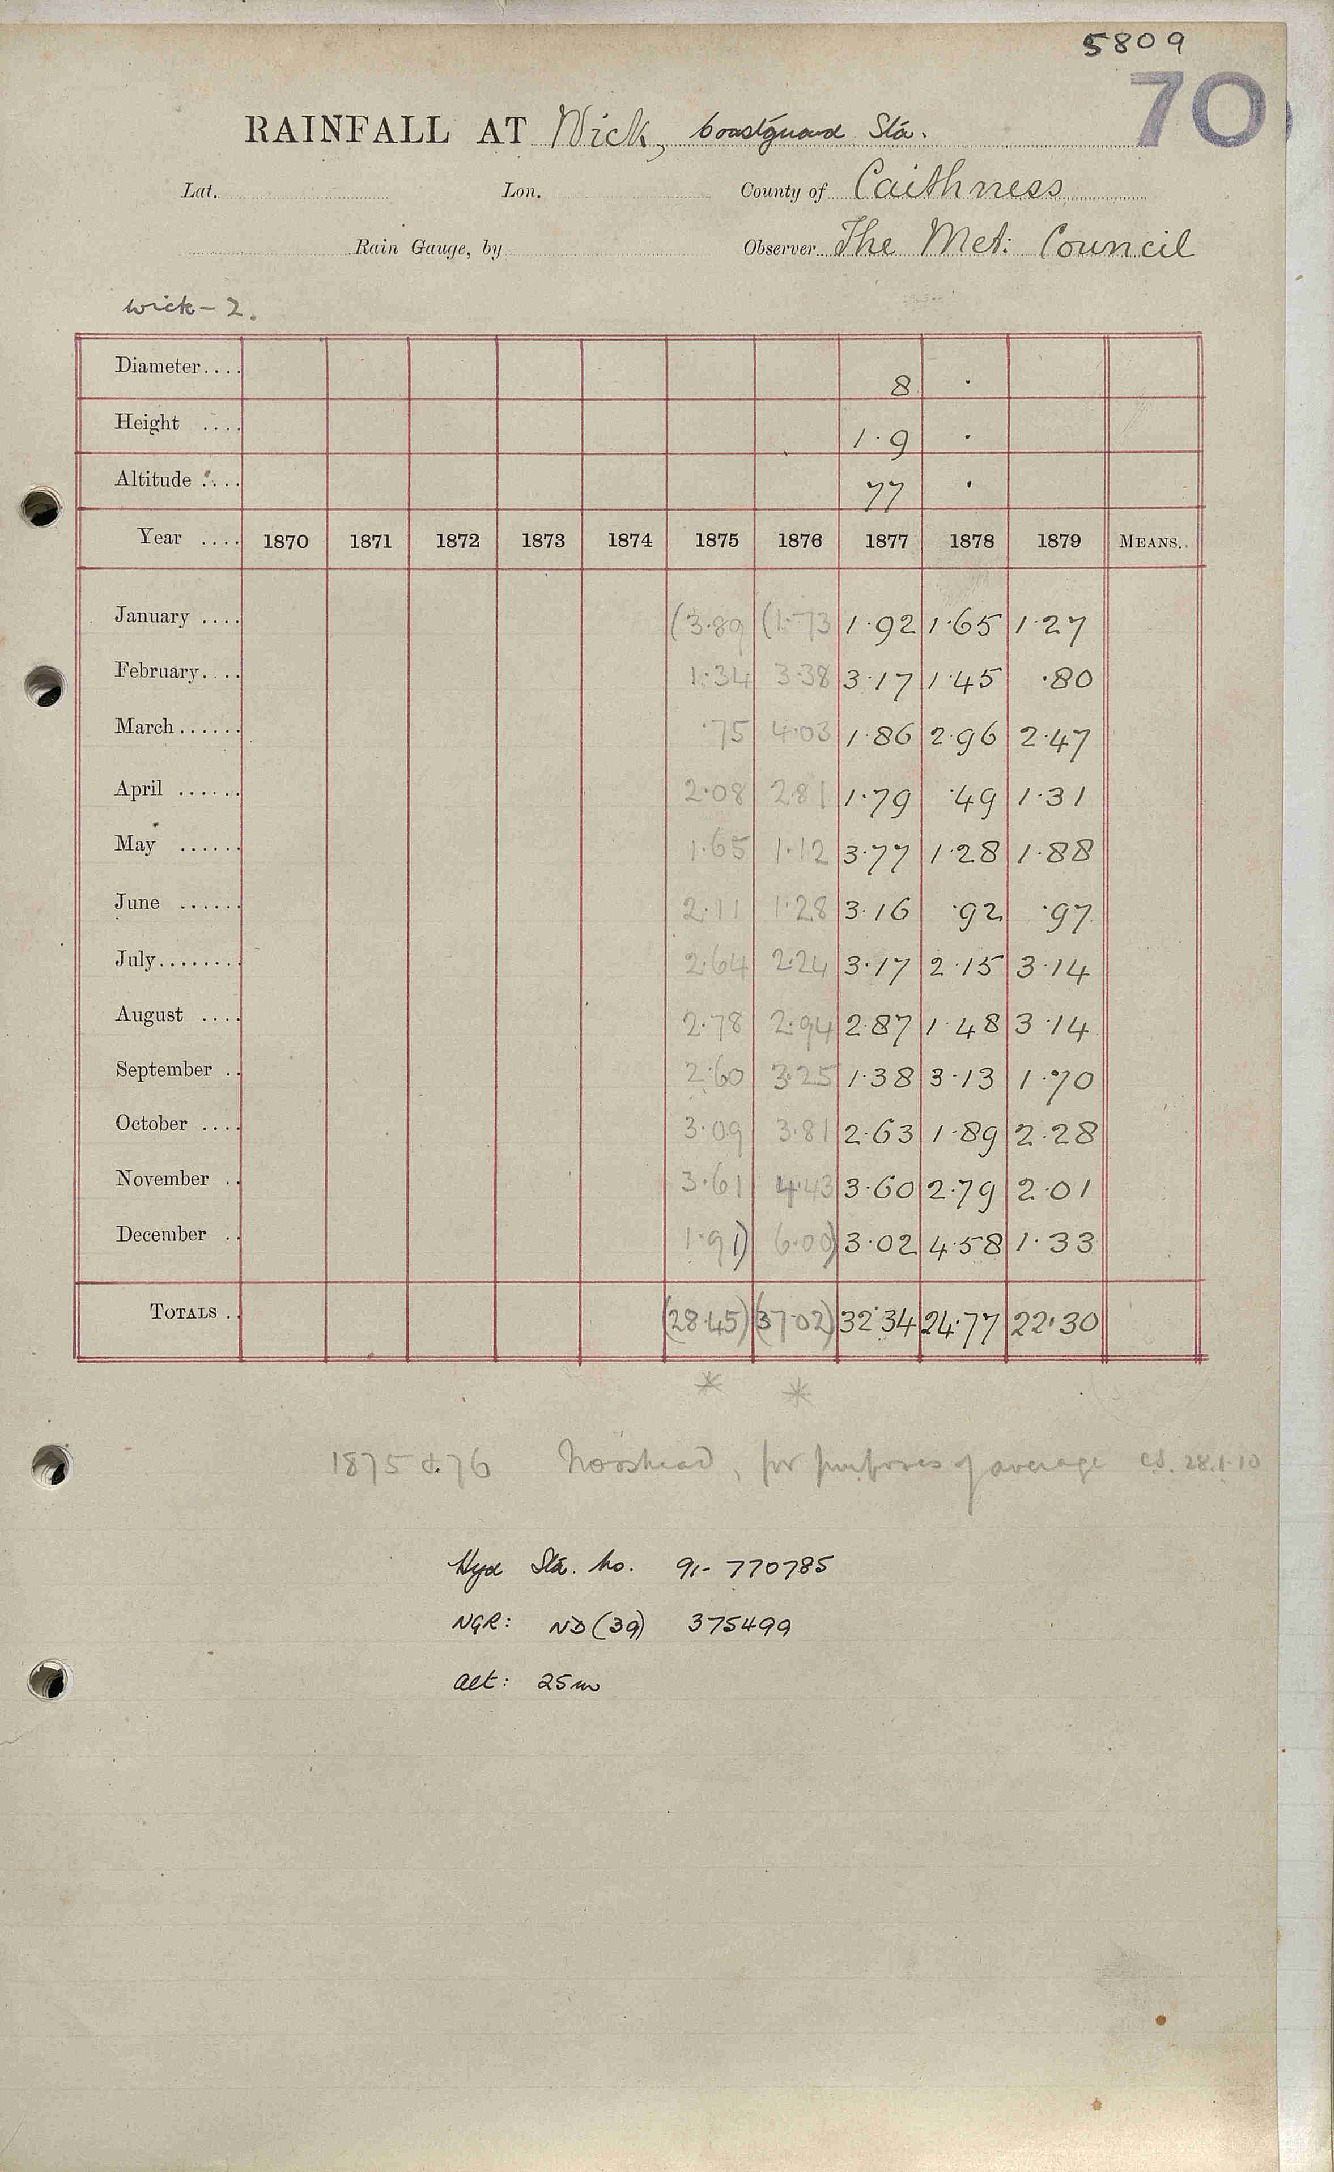 5809
70
RAINFALL AT Wick, Coastguard Sta.
Lat. Lon. County of Caithness
Rain Gauge, by Observer The Met: Council
Wick - 2.
Diameter.... 8 .
Height .... 1.9 .
Altitude .... 77 .
Year .... 1870 1871 1872 1873 1874 1875 1876 1877 1878 1879 MEANS..
January .... (3.89 (1.73 1.92 1.65 1.27
February.... 1.34 3.38 3.17 1.45 .80
March...... .75 4.03 1.86 2.96 2.47
April ...... 2.08 2.81 1.79 .49 1.31
May ...... 1.65 1.12 3.77 1.28 1.88
June ...... 2.11 1.28 3.16 .92 .97
July........ 2.64 2.24 3.17 2.15 3.14
August .... 2.78 2.94 2.87 1.48 3.14
September .. 2.60 3.25 1.38 3.13 1.70
October .... 3.09 3.81 2.63 1.89 2.28
November .. 3.61 4.43 3.60 2.79 2.01
December .. 1.91) 6.00) 3.02 4.58 1.33
TOTALS .. (28.45) (37.02) 32.34 24.77 22.30
* *
1875 & 76 Nosshead, for purposes of average 28.1.10
Hyd Sta. No. 91-770785
NGR: ND (39) 375499
Alt: 25m